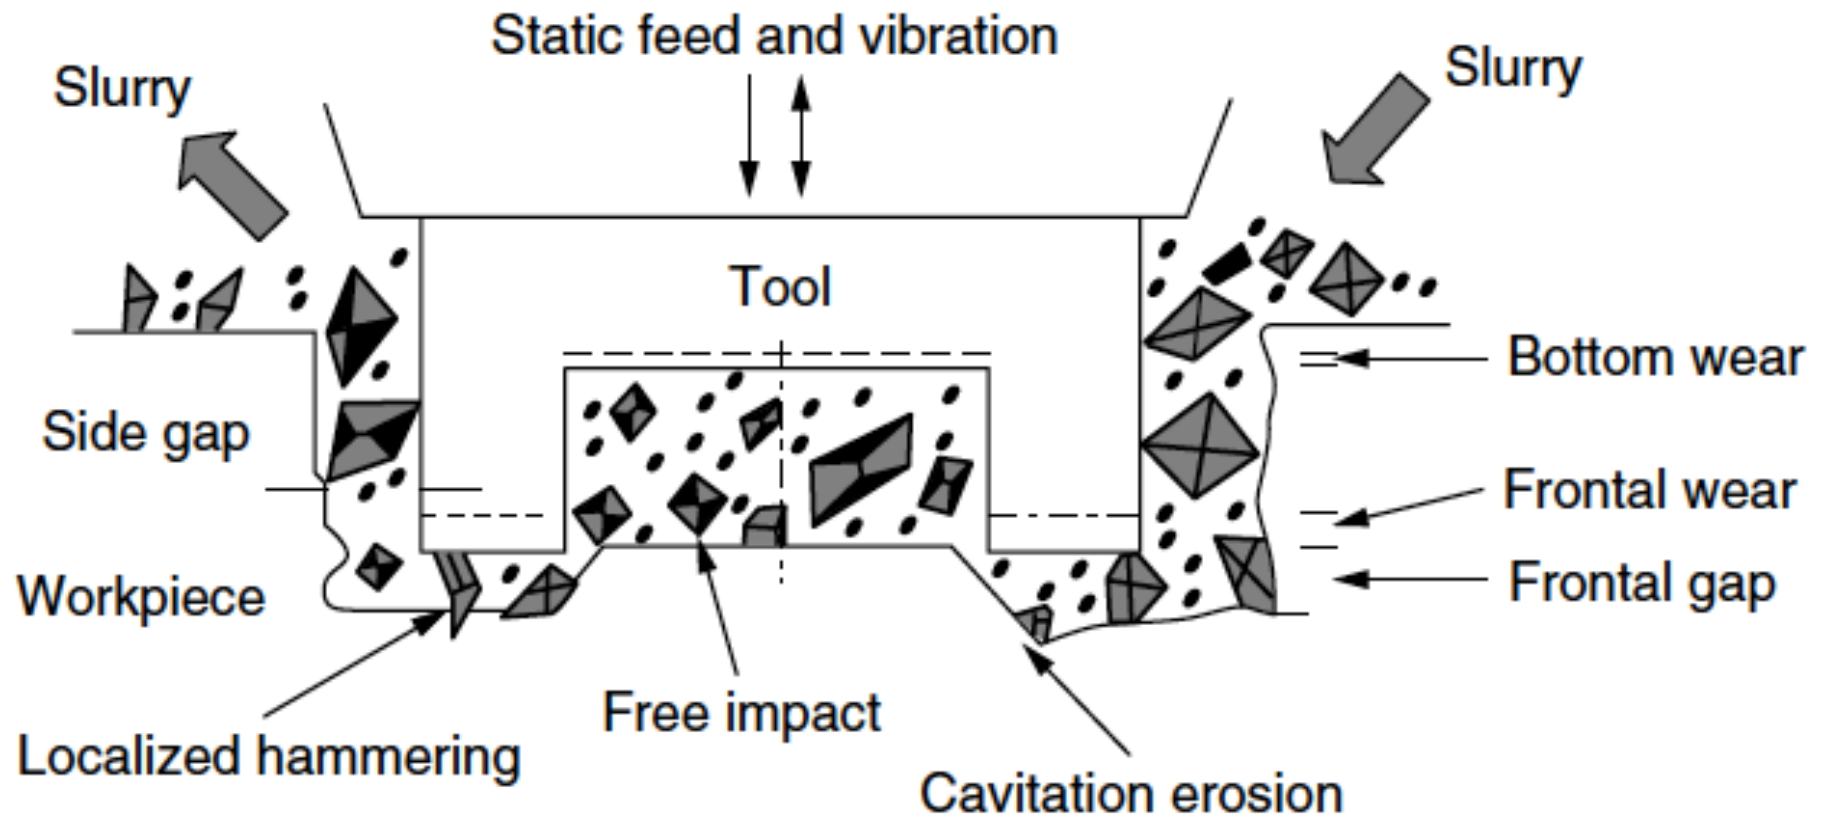 Static feed and vibration
Slurry
Slurry
Tool
Bottom wear
Side gap
Frontal wear
Workpiece
Frontal gap
Free impact
Localized hammering
Cavitation erosion